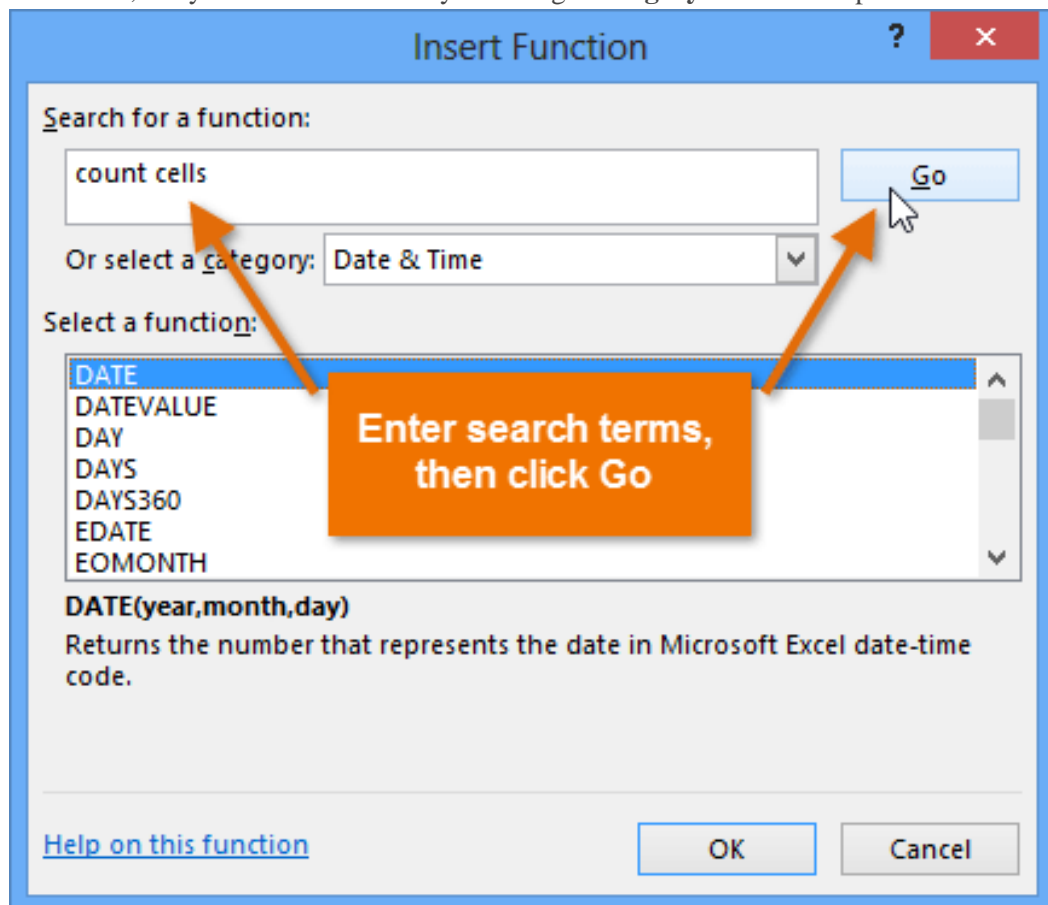 Insert Function
?
×
Search for a function:
count cells
Go
Or select a category:
Date & Time
Select a function:
DATE
DATEVALUE
DAY
DAYS
DAYS360
EDATE
EOMONTH
Enter search terms,
then click Go
DATE(year,month,day)
Returns the number that represents the date in Microsoft Excel date-time
code.
Help on this function
OK
Cancel